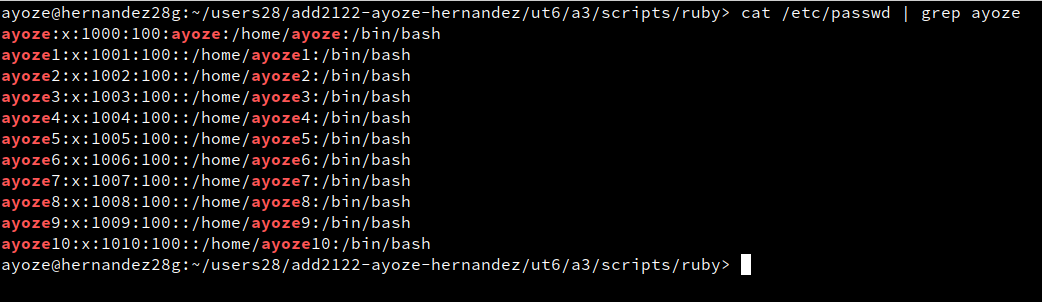 ayoze@hernandez28g:~/users28/add2122-ayoze-hernandez/ut6/a3/scripts/ruby> cat /etc/passwd | grep ayoze
ayoze:x:1000:100:ayoze:/home/ayoze:/bin/bash
ayoze1:x:1001:100::/home/ayoze1:/bin/bash
ayoze2:x:1002:100::/home/ayoze2:/bin/bash
ayoze3:x:1003:100::/home/ayoze3:/bin/bash
ayoze4:x:1004:100::/home/ayoze4:/bin/bash
ayoze5:x:1005:100::/home/ayoze5:/bin/bash
ayoze6:x:1006:100::/home/ayoze6:/bin/bash
ayoze7:x:1007:100::/home/ayoze7:/bin/bash
ayoze8:x:1008:100::/home/ayoze8:/bin/bash
ayoze9:x:1009:100::/home/ayoze9:/bin/bash
ayoze10:x:1010:100::/home/ayoze10:/bin/bash
ayoze@hernandez28g:~/users28/add2122-ayoze-hernandez/ut6/a3/scripts/ruby>